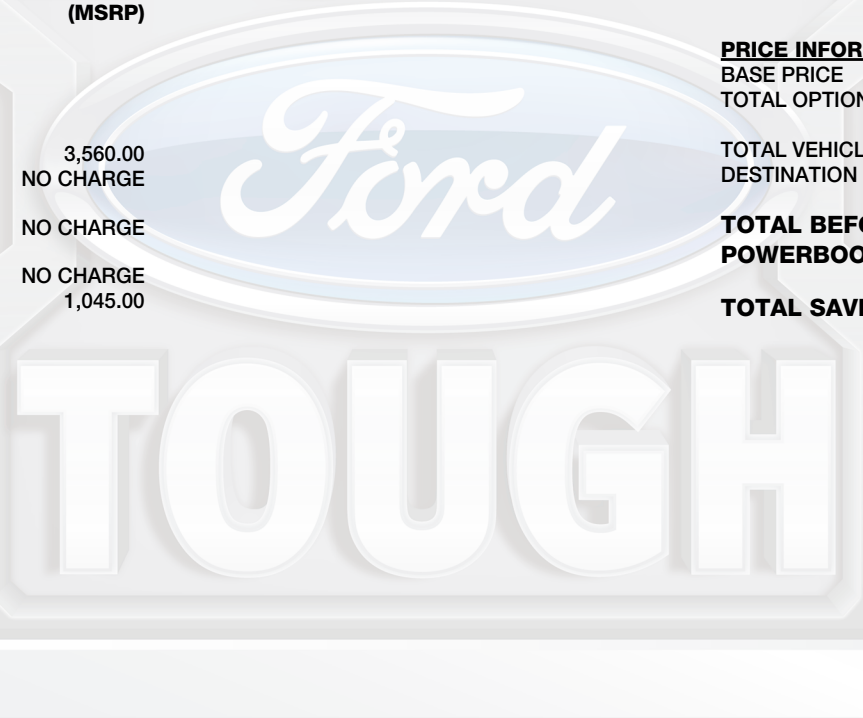 (MSRP)
3,560.00
NO CHARGE
NO CHARGE
NO CHARGE
1,045.00
PRICE INFOR
BASE PRICE
TOTAL OPTION
TOTAL VEHICL
DESTINATION
TOTAL BEFO
POWERBOO
TOTAL SAVI
Ford
TOUGH